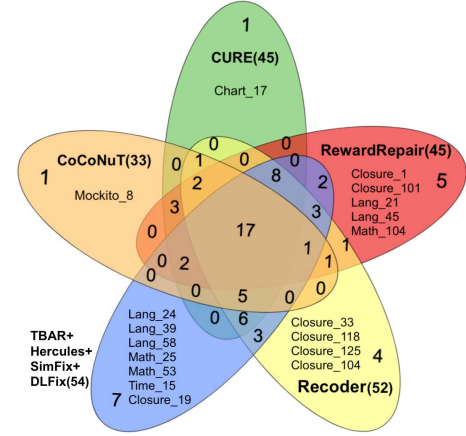 1
CURE(45)
Chart_17
0
0
RewardRepair(45)
CoCoNuT(33)
0
1
0
0
1
Mockito_8
2
8
2
5
Closure_1
Closure_101
Lang_21
Lang_45
Math_104
3
3
0
17
1
1
1
0
2
0
0
5
0
0
0
6
3
TBAR+
Hercules+
SimFix+
DLFix(54)
Lang_24
Lang_39
Lang_58
Math_25
Math_53
Time_15
Closure_19
7
Closure_33
Closure_118
Closure_125
Closure_104
4
Recoder(52)